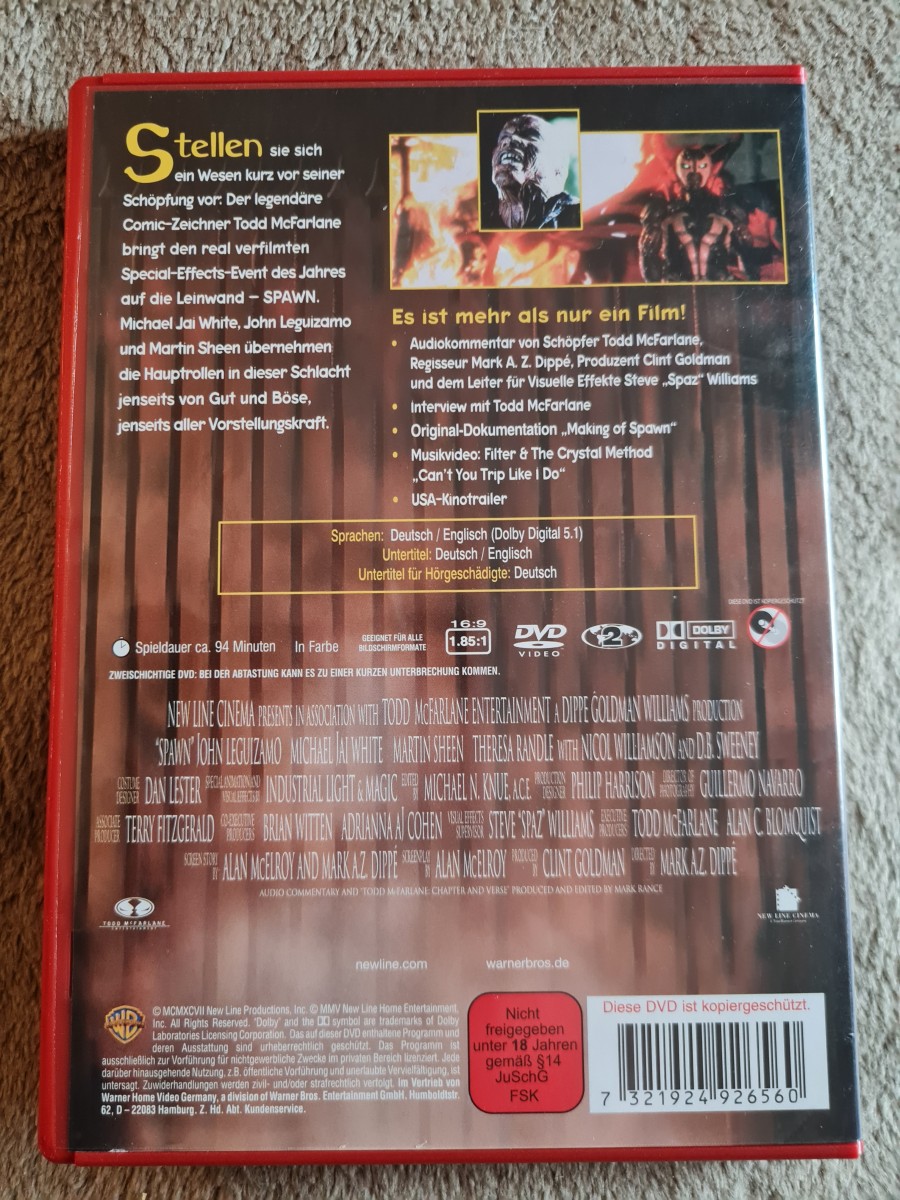 Stellen sie sich
ein Wesen kurz vor seiner
Schöpfung vor: Der legendäre
Comic-Zeichner Todd McFarlane
bringt den real verfilmten
Special-Effects-Event des Jahres
auf die Leinwand – SPAWN.
Michael Jai White, John Leguizamo
und Martin Sheen übernehmen
die Hauptrollen in dieser Schlacht
jenseits von Gut und Böse,
jenseits aller Vorstellungskraft.
Es ist mehr als nur ein Film!
• Audiokommentar von Schöpfer Todd McFarlane,
Regisseur Mark A. Z. Dippé, Produzent Clint Goldman
und dem Leiter für Visuelle Effekte Steve „Spaz“ Williams
• Interview mit Todd McFarlane
• Original-Dokumentation „Making of Spawn“
• Musikvideo: Filter & The Crystal Method
„Can't You Trip Like I Do“
• USA-Kinotrailer
Sprachen: Deutsch / Englisch (Dolby Digital 5.1)
Untertitel: Deutsch / Englisch
Untertitel für Hörgeschädigte: Deutsch
DIESE DVD IST KOPIERGESCHÜTZT
Spieldauer ca. 94 Minuten In Farbe
GEEIGNET FÜR ALLE
BILDSCHIRMFORMATE
16:9
1.85:1
DVD
VIDEO
2
DOLBY
DIGITAL
ZWEISCHICHTIGE DVD: BEI DER ABTASTUNG KANN ES ZU EINER KURZEN UNTERBRECHUNG KOMMEN.
NEW LINE CINEMA PRESENTS IN ASSOCIATION WITH TODD McFARLANE ENTERTAINMENT A DIPPÉ GOLDMAN WILLIAMS PRODUCTION
"SPAWN" JOHN LEGUIZAMO MICHAEL JAI WHITE MARTIN SHEEN THERESA RANDLE WITH NICOL WILLIAMSON AND D.B. SWEENEY
COSTUME DESIGNER DAN LESTER SPECIAL ANIMATION AND VISUAL EFFECTS BY INDUSTRIAL LIGHT & MAGIC EDITED BY MICHAEL N. KNUE, A.C.E. PRODUCTION DESIGNER PHILIP HARRISON DIRECTOR OF PHOTOGRAPHY GUILLERMO NAVARRO
ASSOCIATE PRODUCER TERRY FITZGERALD CO-EXECUTIVE PRODUCERS BRIAN WITTEN ADRIANNA AJ COHEN VISUAL EFFECTS SUPERVISOR STEVE "SPAZ" WILLIAMS EXECUTIVE PRODUCERS TODD McFARLANE ALAN C. BLOMQUIST
SCREEN STORY BY ALAN McELROY AND MARK A.Z. DIPPÉ SCREENPLAY BY ALAN McELROY PRODUCED BY CLINT GOLDMAN DIRECTED BY MARK A.Z. DIPPÉ
AUDIO COMMENTARY AND "TODD McFARLANE: CHAPTER AND VERSE" PRODUCED AND EDITED BY MARK RANCE
TODD McFARLANE
ENTERTAINMENT
NEW LINE CINEMA
newline.com warnerbros.de
© MCMXCVII New Line Productions, Inc. © MMV New Line Home Entertainment,
Inc. All Rights Reserved. "Dolby" and the DD symbol are trademarks of Dolby
Laboratories Licensing Corporation. Das auf dieser DVD enthaltene Programm und
deren Ausstattung sind urheberrechtlich geschützt. Das Programm ist
ausschließlich zur Vorführung für nichtgewerbliche Zwecke im privaten Bereich lizenziert. Jede
darüber hinausgehende Nutzung, z.B. öffentliche Vorführung und unerlaubte Vervielfältigung, ist
untersagt. Zuwiderhandlungen werden zivil- und/oder strafrechtlich verfolgt. Im Vertrieb von
Warner Home Video Germany, a division of Warner Bros. Entertainment GmbH. Humboldtstr.
62, D – 22083 Hamburg. Z. Hd. Abt. Kundenservice.
Nicht
freigegeben
unter 18 Jahren
gemäß §14
JuSchG
FSK
Diese DVD ist kopiergeschützt.
7 321924 926560